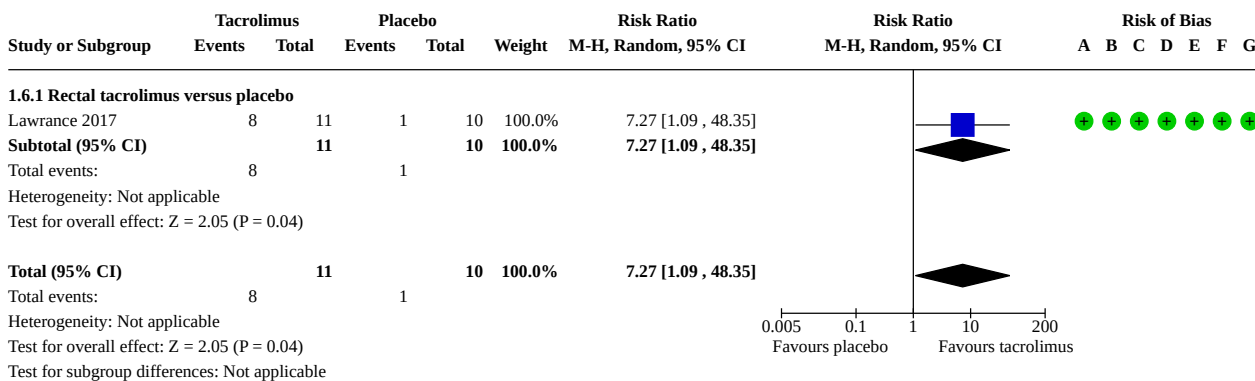 Tacrolimus Placebo Risk Ratio Risk Ratio Risk of Bias
Study or Subgroup Events Total Events Total Weight M-H, Random, 95% CI M-H, Random, 95% CI A B C D E F G
1.6.1 Rectal tacrolimus versus placebo
Lawrance 2017 8 11 1 10 100.0% 7.27 [1.09 , 48.35] + + + + + + +
Subtotal (95% CI) 11 10 100.0% 7.27 [1.09 , 48.35]
Total events: 8 1
Heterogeneity: Not applicable
Test for overall effect: Z = 2.05 (P = 0.04)
Total (95% CI) 11 10 100.0% 7.27 [1.09 , 48.35]
Total events: 8 1
Heterogeneity: Not applicable
0.005 0.1 1 10 200
Test for overall effect: Z = 2.05 (P = 0.04) Favours placebo Favours tacrolimus
Test for subgroup differences: Not applicable